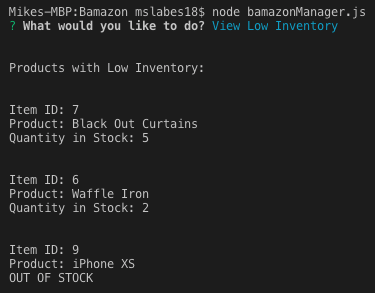 Mikes-MBP:Bamazon mslabes18$ node bamazonManager.js
? What would you like to do? View Low Inventory
Products with Low Inventory:
Item ID: 7
Product: Black Out Curtains
Quantity in Stock: 5
Item ID: 6
Product: Waffle Iron
Quantity in Stock: 2
Item ID: 9
Product: iPhone XS
OUT OF STOCK